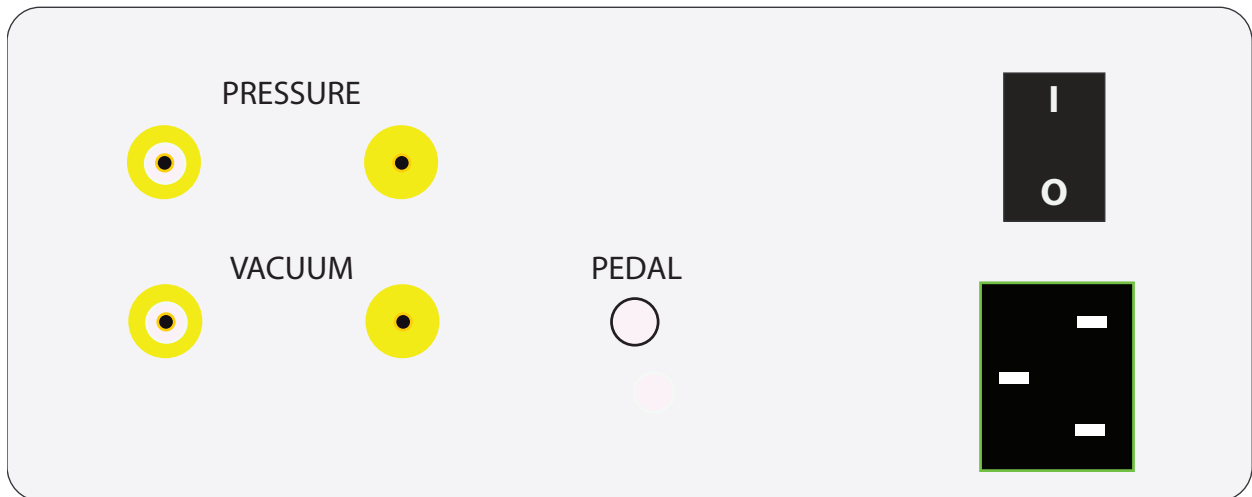 PRESSURE
I
O
VACUUM
PEDAL